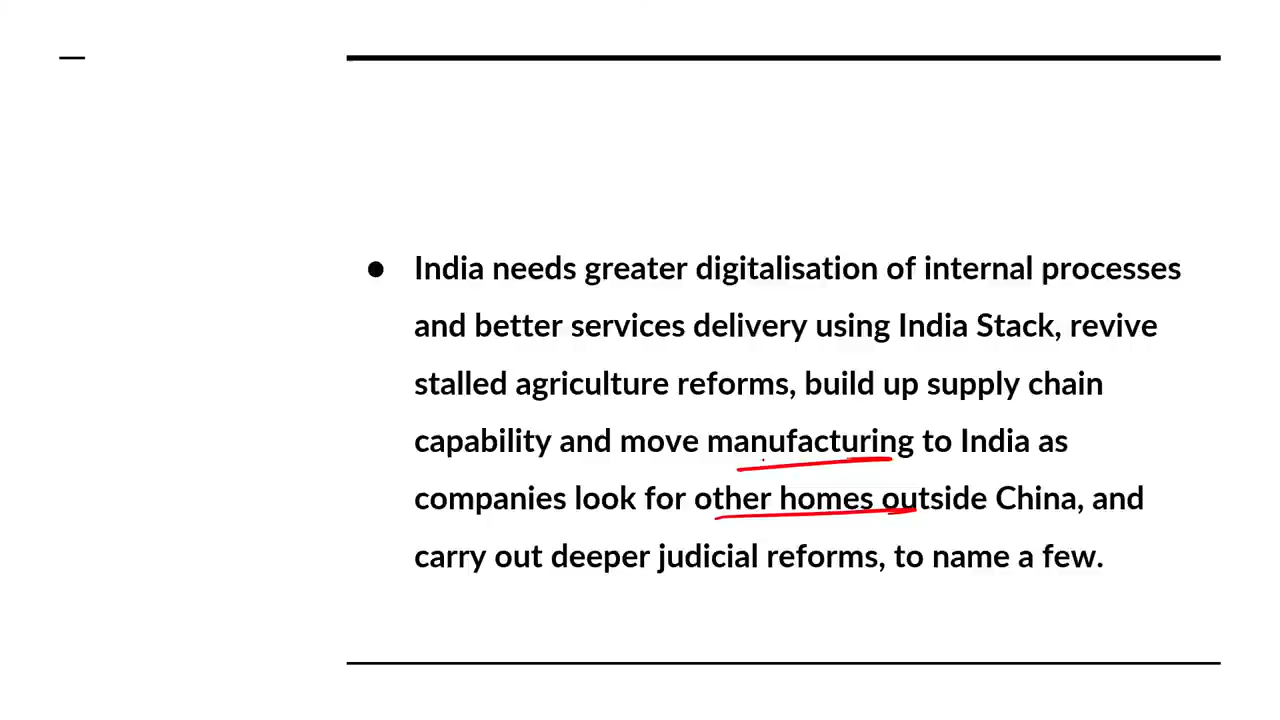 ● India needs greater digitalisation of internal processes
and better services delivery using India Stack, revive
stalled agriculture reforms, build up supply chain
capability and move manufacturing to India as
companies look for other homes outside China, and
carry out deeper judicial reforms, to name a few.